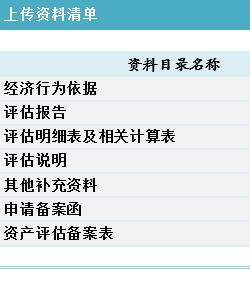 上传资料清单
资料目录名称
经济行为依据
评估报告
评估明细表及相关计算表
评估说明
其他补充资料
申请备案函
资产评估备案表